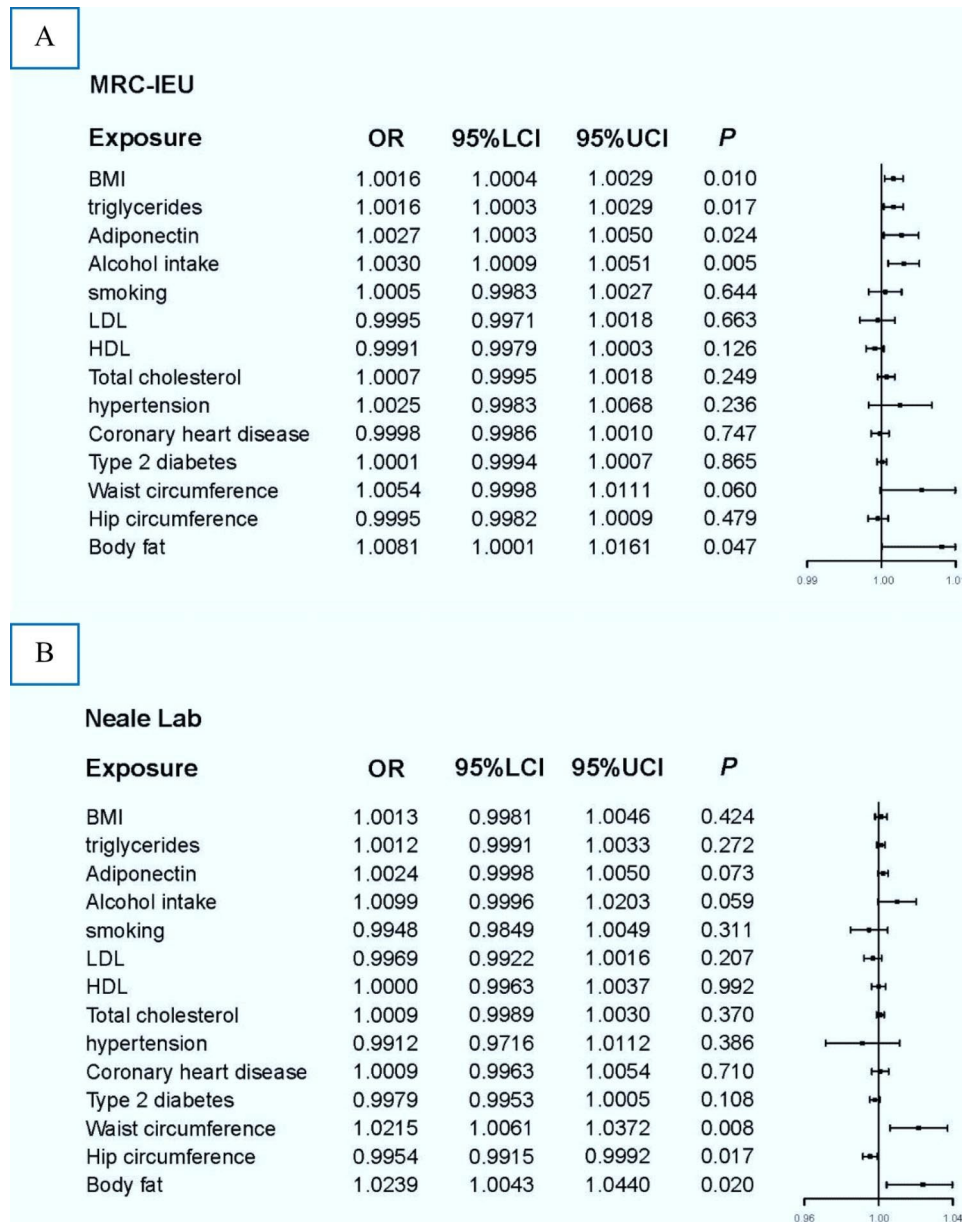 A
MRC-IEU
Exposure OR 95%LCI 95%UCI P
BMI 1.0016 1.0004 1.0029 0.010
triglycerides 1.0016 1.0003 1.0029 0.017
Adiponectin 1.0027 1.0003 1.0050 0.024
Alcohol intake 1.0030 1.0009 1.0051 0.005
smoking 1.0005 0.9983 1.0027 0.644
LDL 0.9995 0.9971 1.0018 0.663
HDL 0.9991 0.9979 1.0003 0.126
Total cholesterol 1.0007 0.9995 1.0018 0.249
hypertension 1.0025 0.9983 1.0068 0.236
Coronary heart disease 0.9998 0.9986 1.0010 0.747
Type 2 diabetes 1.0001 0.9994 1.0007 0.865
Waist circumference 1.0054 0.9998 1.0111 0.060
Hip circumference 0.9995 0.9982 1.0009 0.479
Body fat 1.0081 1.0001 1.0161 0.047
0.99 1.00 1.0
B
Neale Lab
Exposure OR 95%LCI 95%UCI P
BMI 1.0013 0.9981 1.0046 0.424
triglycerides 1.0012 0.9991 1.0033 0.272
Adiponectin 1.0024 0.9998 1.0050 0.073
Alcohol intake 1.0099 0.9996 1.0203 0.059
smoking 0.9948 0.9849 1.0049 0.311
LDL 0.9969 0.9922 1.0016 0.207
HDL 1.0000 0.9963 1.0037 0.992
Total cholesterol 1.0009 0.9989 1.0030 0.370
hypertension 0.9912 0.9716 1.0112 0.386
Coronary heart disease 1.0009 0.9963 1.0054 0.710
Type 2 diabetes 0.9979 0.9953 1.0005 0.108
Waist circumference 1.0215 1.0061 1.0372 0.008
Hip circumference 0.9954 0.9915 0.9992 0.017
Body fat 1.0239 1.0043 1.0440 0.020
0.96 1.00 1.04